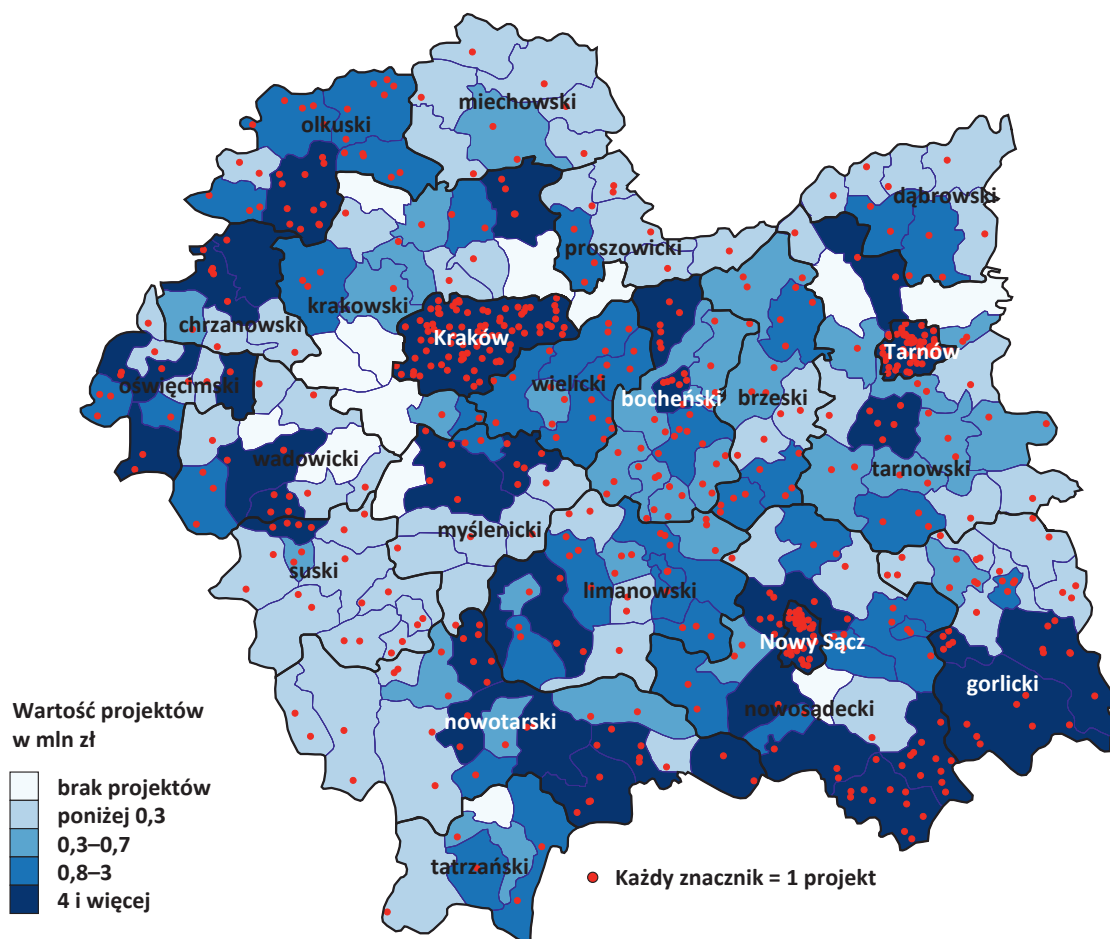 miechowski
olkuski
dąbrowski
proszowicki
krakowski
chrzanowski
Kraków
Tarnów
oświęcimski
wielicki
bocheński
brzeski
wadowicki
tarnowski
myślenicki
suski
limanowski
Nowy Sącz
gorlicki
nowosądecki
nowotarski
tatrzański
Wartość projektów
w mln zł
brak projektów
poniżej 0,3
0,3–0,7
0,8–3
4 i więcej
Każdy znacznik = 1 projekt